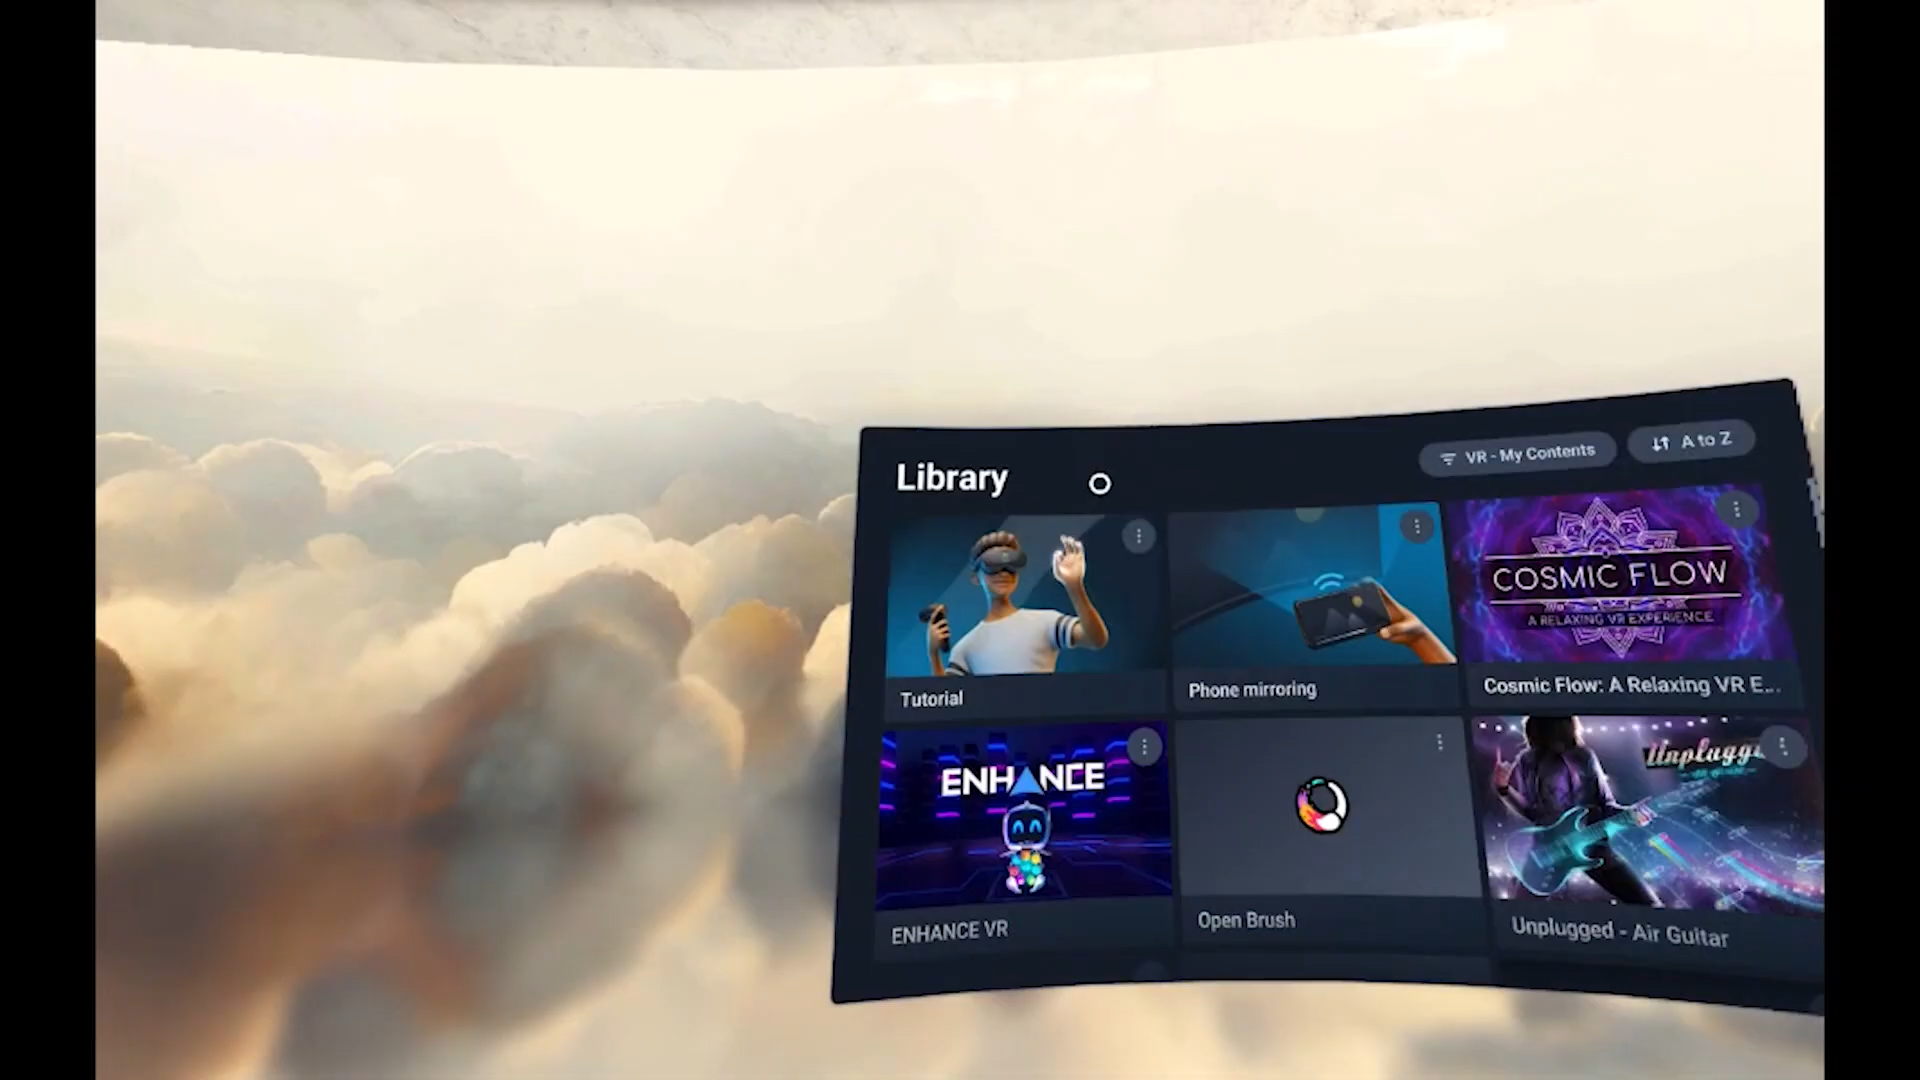 Library
VR - My Contents
A to Z
COSMIC FLOW
A RELAXING VR EXPERIENCE
Tutorial
Phone mirroring
Cosmic Flow: A Relaxing VR E...
ENHANCE
Unplugge
ENHANCE VR
Open Brush
Unplugged - Air Guitar